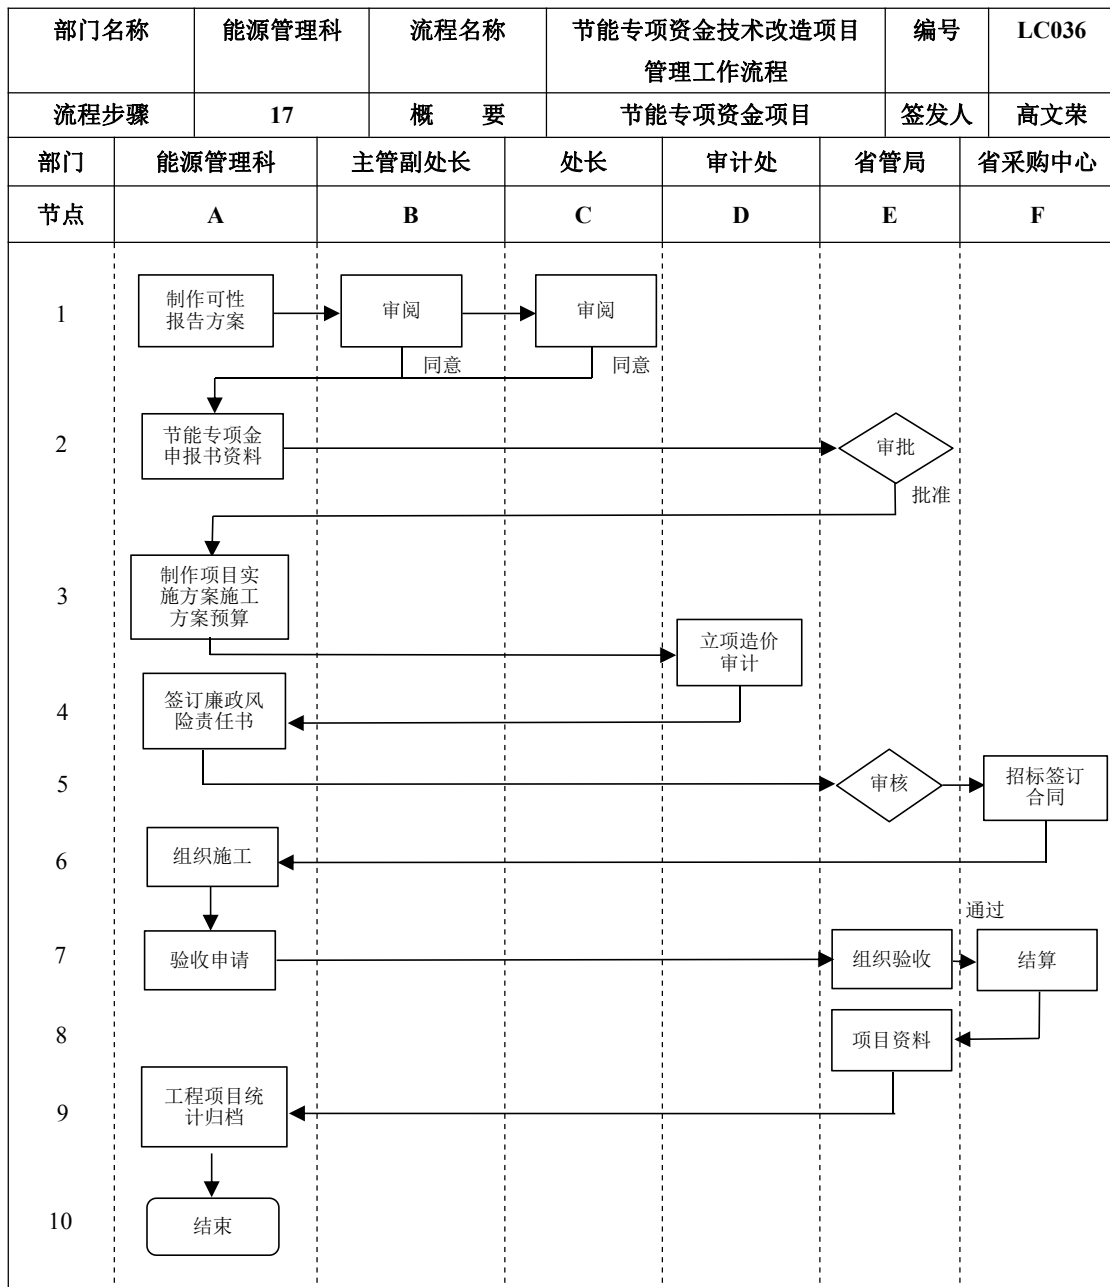 部门名称 能源管理科 流程名称 节能专项资金技术改造项目 编号 LC036
管理工作流程
流程步骤 17 概 要 节能专项资金项目 签发人 高文荣
部门 能源管理科 主管副处长 处长 审计处 省管局 省采购中心
节点 A B C D E F
1
制作可性
报告方案
审阅
审阅
同意
同意
2
节能专项金
申报书资料
审批
批准
3
制作项目实
施方案施工
方案预算
立项造价
审计
4
签订廉政风
险责任书
5
审核
招标签订
合同
6
组织施工
通过
7
验收申请
组织验收
结算
8
项目资料
9
工程项目统
计归档
10
结束